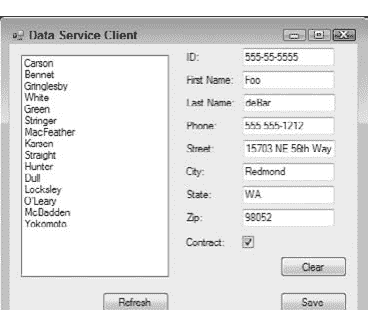 Data Service Client
Carson
Bennet
Gringlesby
White
Green
Stringer
MacFeather
Karsen
Straight
Hunter
Dull
Locksley
O'Leary
McBadden
Yokomoto
ID: 555-55-5555
First Name: Foo
Last Name: deBar
Phone: 555 555-1212
Street: 15703 NE 56th Way
City: Redmond
State: WA
Zip: 98052
Contract:
Clear
Refresh
Save